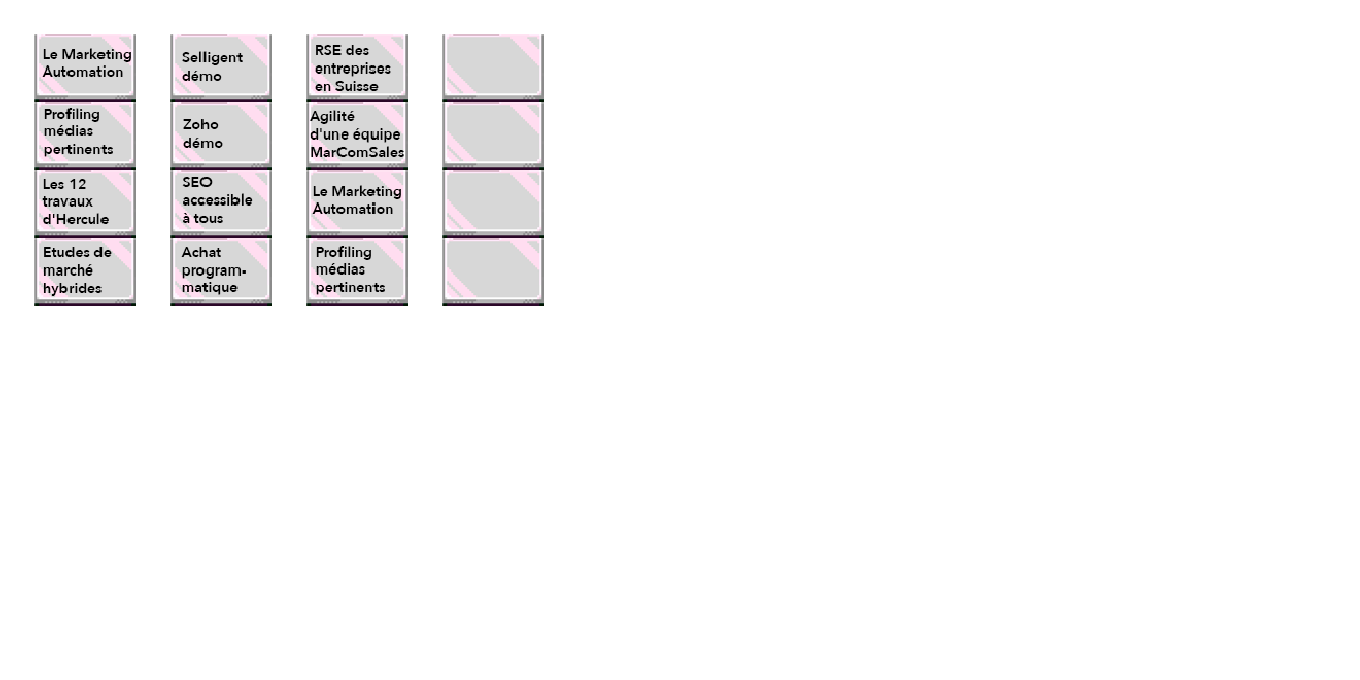 Le Marketing
Automation
Profiling
médias
pertinents
Les 12
travaux
d'Hercule
Etudes de
marché
hybrides
Selligent
démo
Zoho
démo
SEO
accessible
à tous
Achat
program-
matique
RSE des
entreprises
en Suisse
Agilité
d'une équipe
MarComSales
Le Marketing
Automation
Profiling
médias
pertinents